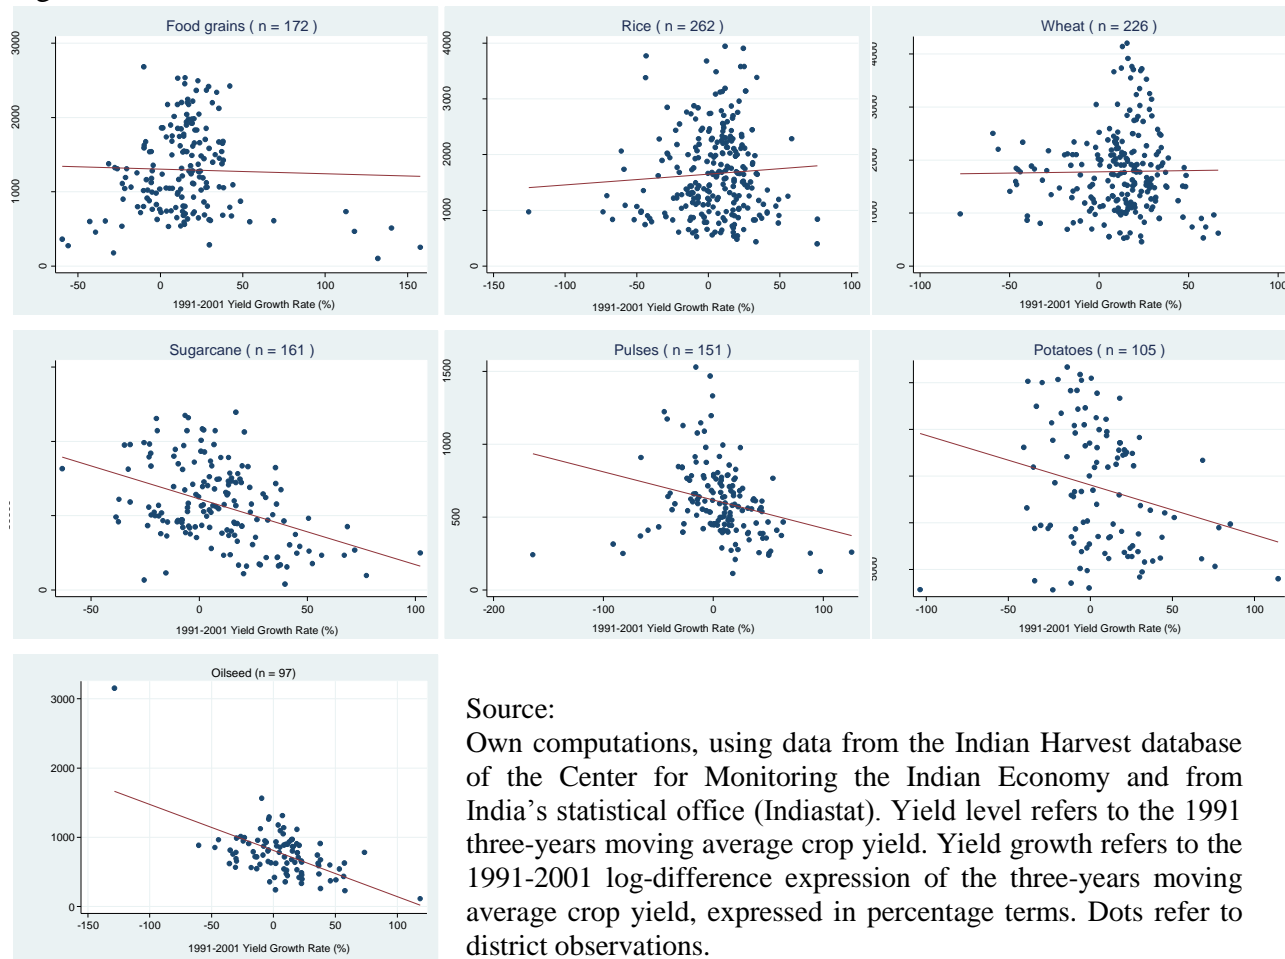 Food grains ( n = 172 )
3000
2000
1000
0
-50 0 50 100 150
1991-2001 Yield Growth Rate (%)
Rice ( n = 262 )
4000
3000
2000
1000
0
-150 -100 -50 0 50 100
1991-2001 Yield Growth Rate (%)
Wheat ( n = 226 )
4000
3000
2000
1000
0
-100 -50 0 50 100
1991-2001 Yield Growth Rate (%)
Sugarcane ( n = 161 )
0
-50 0 50 100
1991-2001 Yield Growth Rate (%)
Pulses ( n = 151 )
1500
1000
500
0
-200 -100 0 100
1991-2001 Yield Growth Rate (%)
Potatoes ( n = 105 )
5000
-100 -50 0 50 100
1991-2001 Yield Growth Rate (%)
Oilseed (n = 97)
3000
2000
1000
0
-150 -100 -50 0 50 100
1991-2001 Yield Growth Rate (%)
Source:
Own computations, using data from the Indian Harvest database
of the Center for Monitoring the Indian Economy and from
India’s statistical office (Indiastat). Yield level refers to the 1991
three-years moving average crop yield. Yield growth refers to the
1991-2001 log-difference expression of the three-years moving
average crop yield, expressed in percentage terms. Dots refer to
district observations.